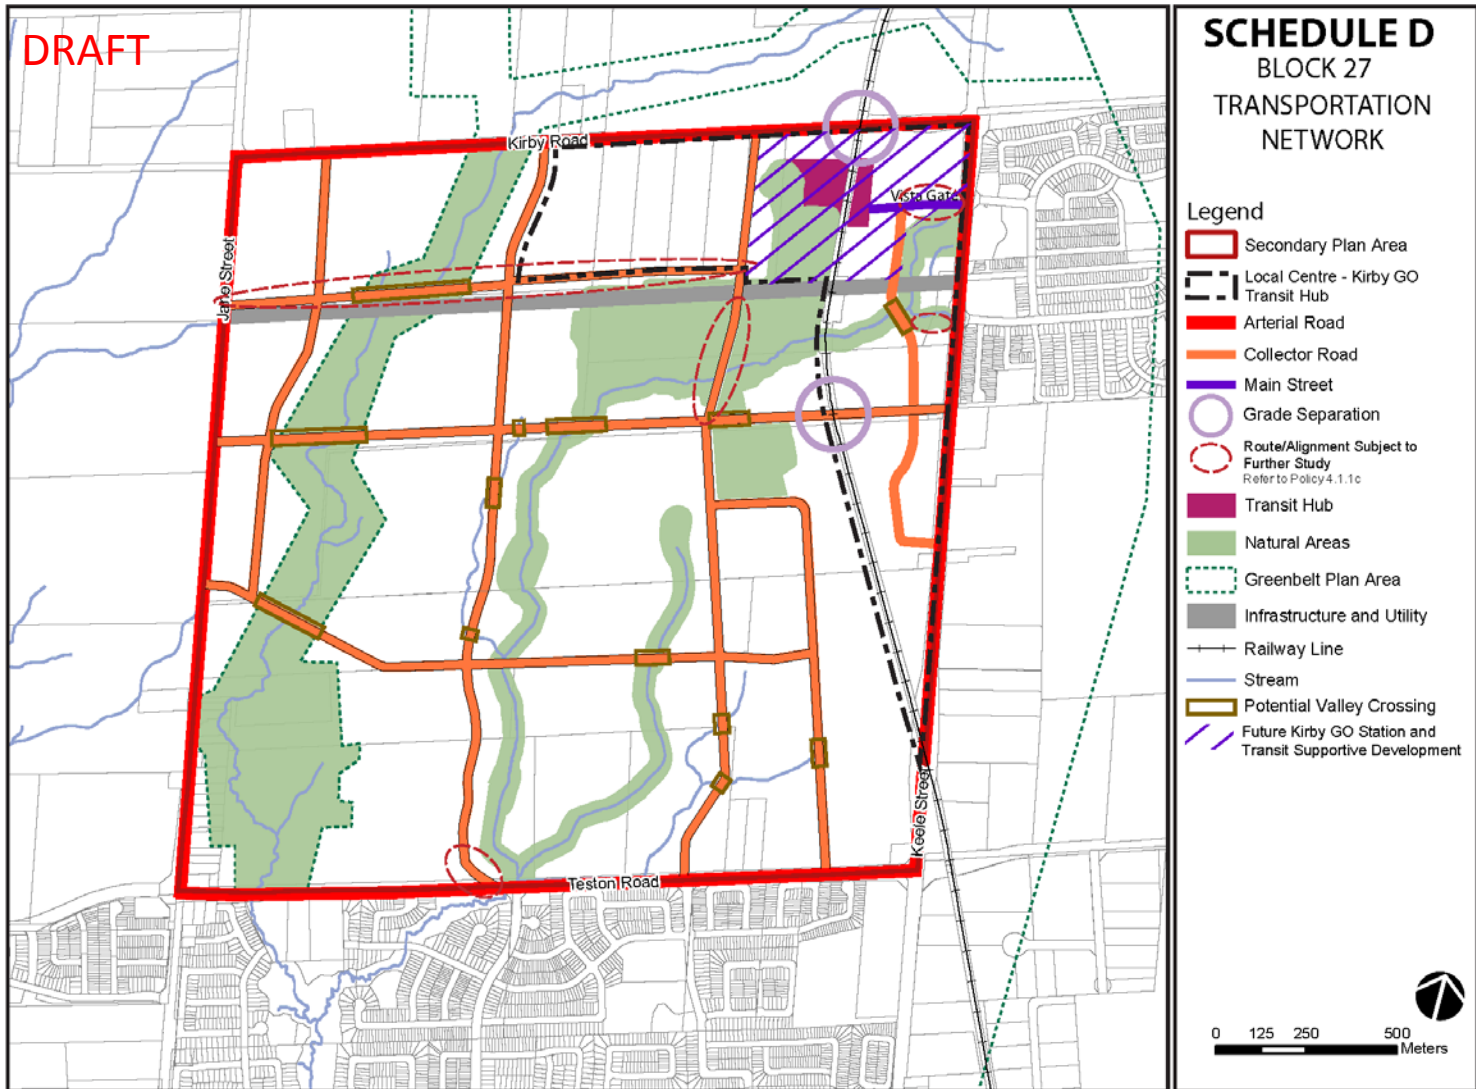 DRAFT
Kirby Road
Vista Gate
Jane Street
Keele Street
Teston Road
SCHEDULE D
BLOCK 27
TRANSPORTATION
NETWORK
Legend
Secondary Plan Area
Local Centre - Kirby GO
Transit Hub
Arterial Road
Collector Road
Main Street
Grade Separation
Route/Alignment Subject to
Further Study
Refer to Policy 4.1.1c
Transit Hub
Natural Areas
Greenbelt Plan Area
Infrastructure and Utility
Railway Line
Stream
Potential Valley Crossing
Future Kirby GO Station and
Transit Supportive Development
0 125 250 500
Meters